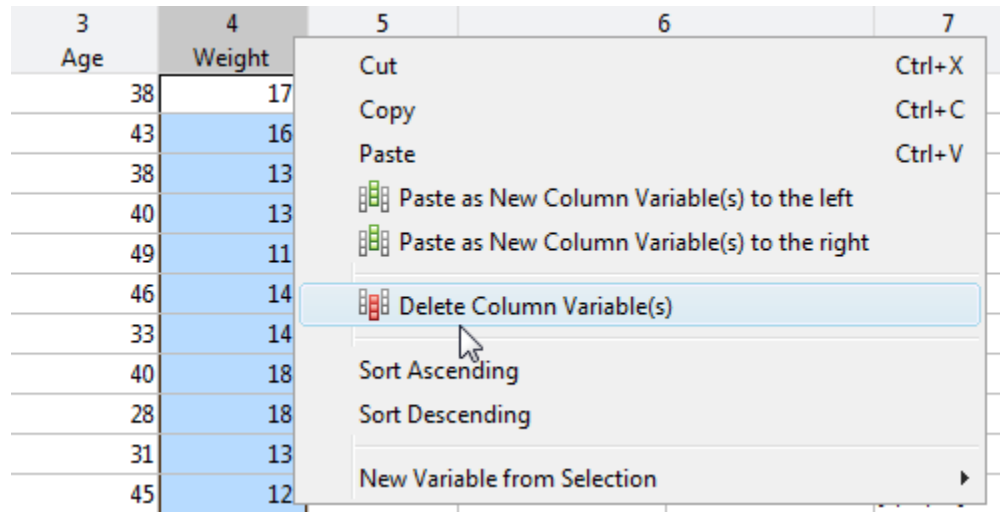 3 4 5 6 7
Age Weight
Cut Ctrl+X
38 17
Copy Ctrl+C
43 16
Paste Ctrl+V
38 13
Paste as New Column Variable(s) to the left
40 13
Paste as New Column Variable(s) to the right
49 11
46 14
Delete Column Variable(s)
33 14
40 18
Sort Ascending
28 18
Sort Descending
31 13
New Variable from Selection
45 12